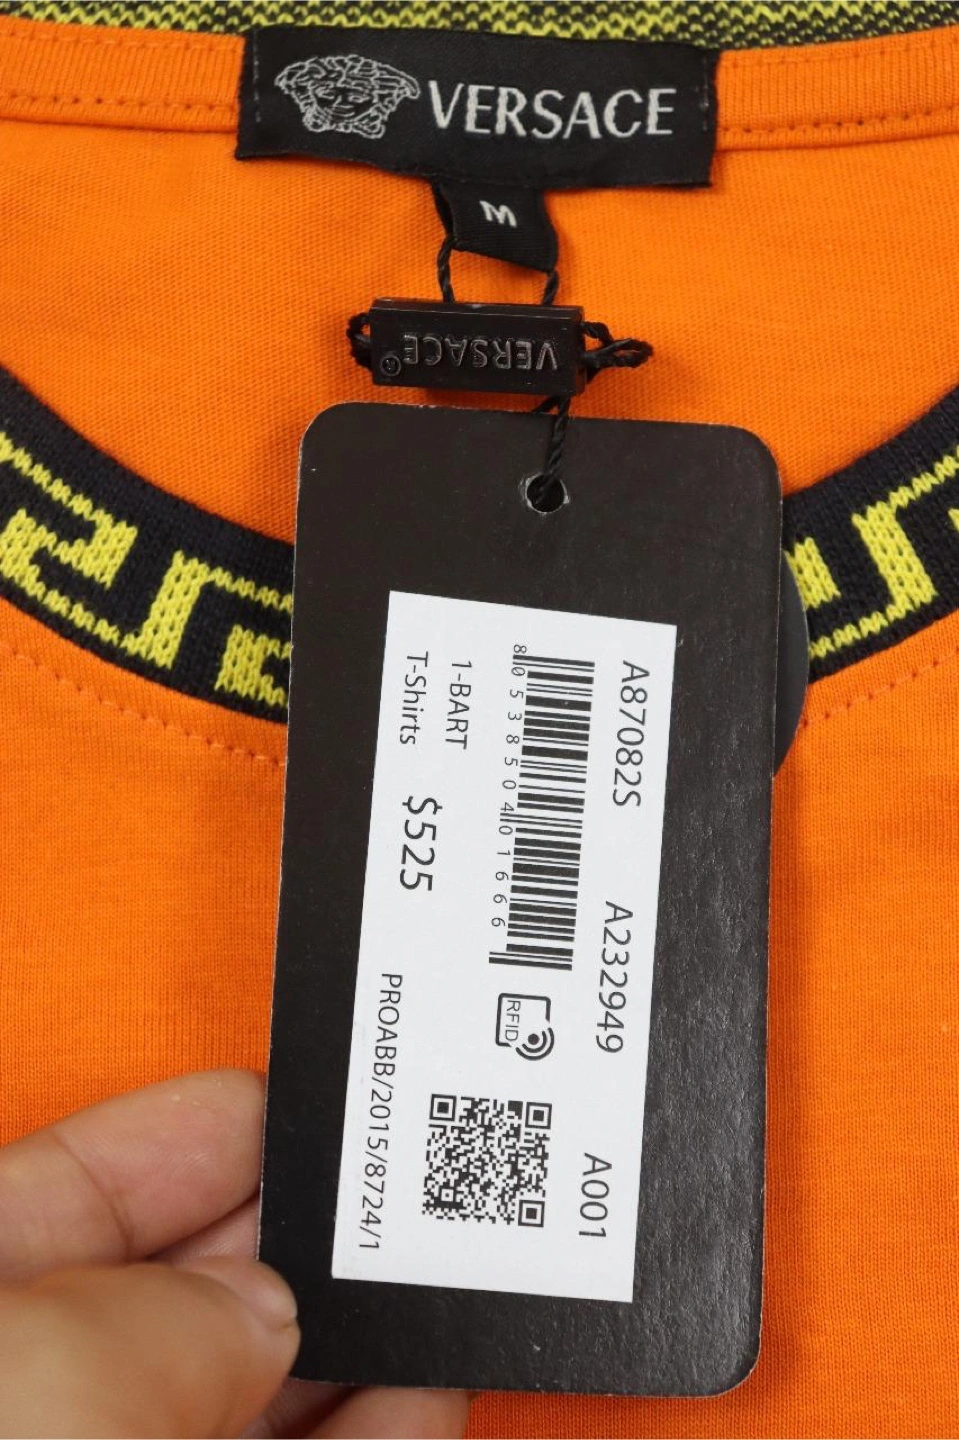 VERSACE
M
VERSACE®
A87082S A232949 A001
8053850401666
RFID
1-BART
T-Shirts $525
PROABB/2015/8724/1